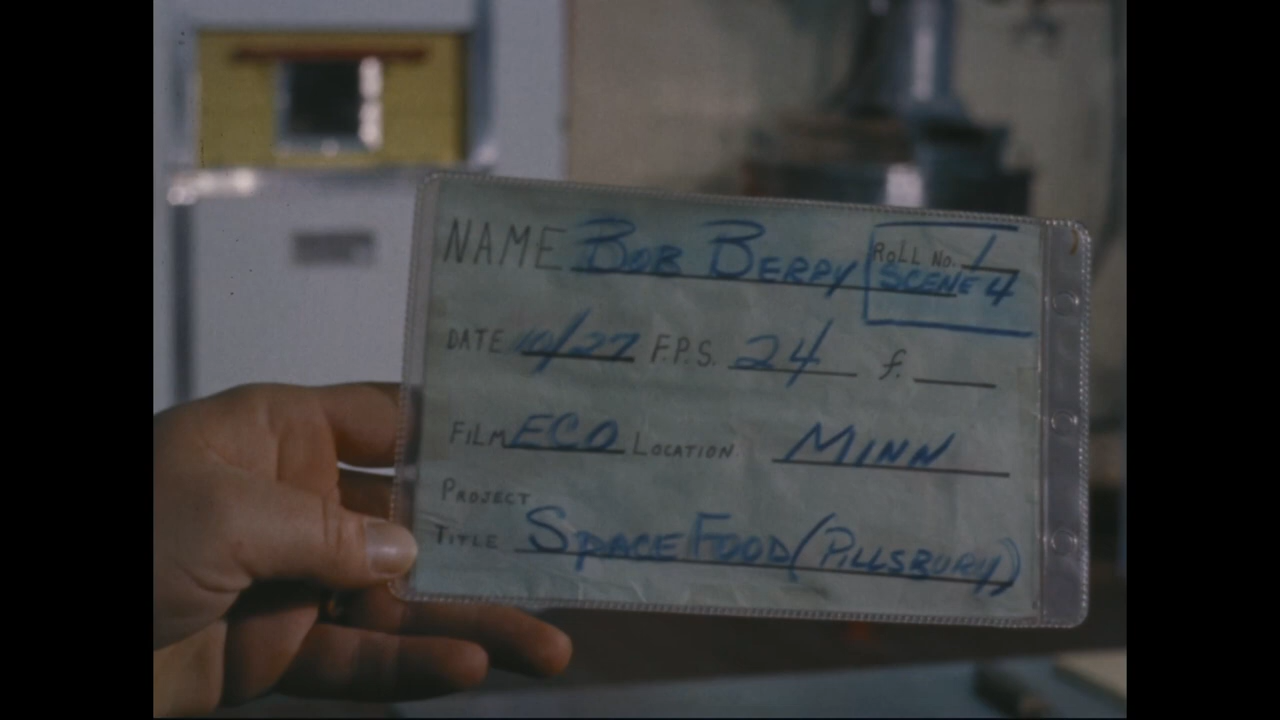 NAME BOB BERRY ROLL NO. 1
SCENE 4
DATE 10/27 F.P.S. 24 f.
FILM ECO LOCATION MINN
PROJECT
TITLE SPACE FOOD (PILLSBURY)